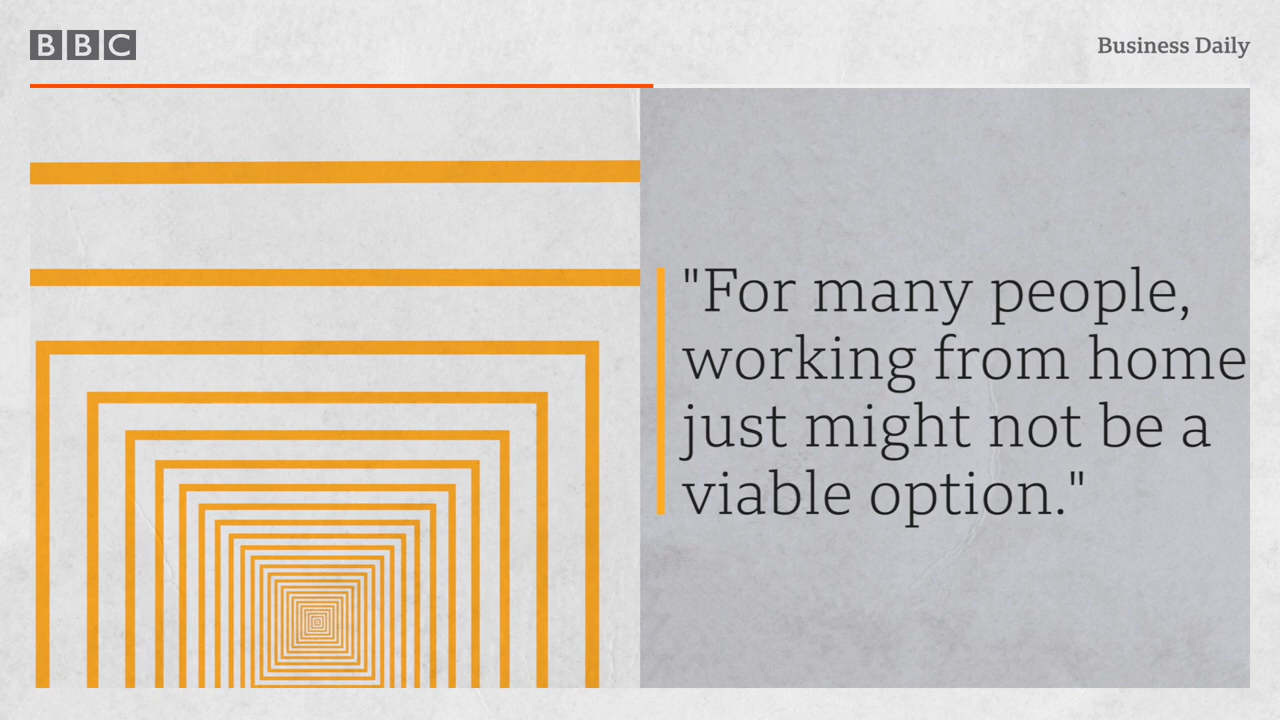 BBC
Business Daily
"For many people,
working from home
just might not be a
viable option."